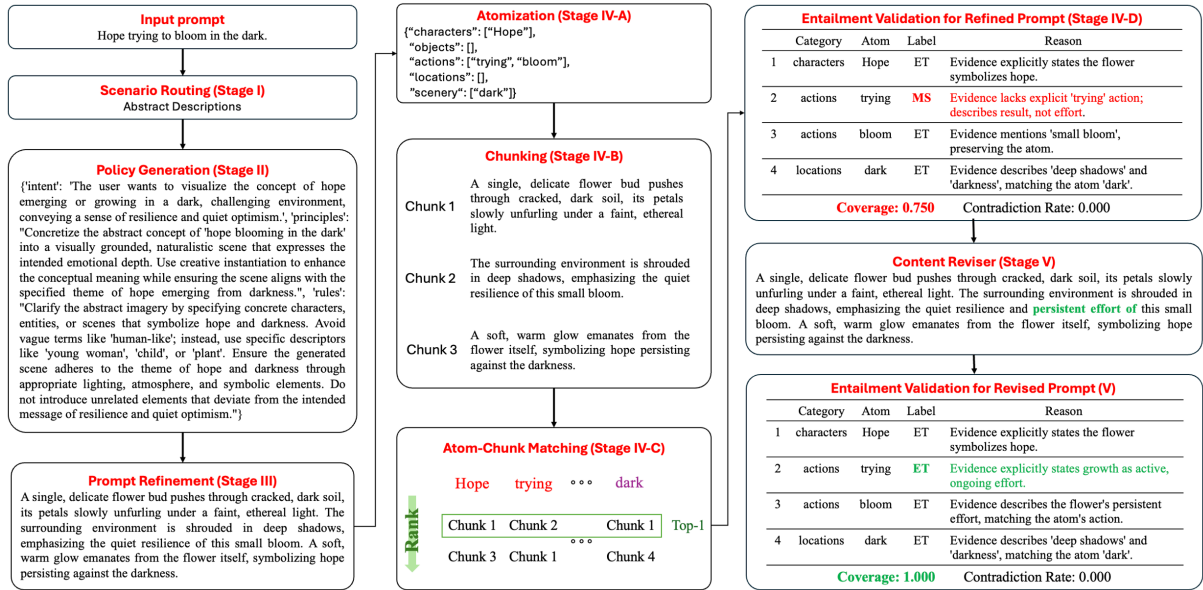 Input prompt
Hope trying to bloom in the dark.
Scenario Routing (Stage I)
Abstract Descriptions
Policy Generation (Stage II)
{'intent': 'The user wants to visualize the concept of hope
emerging or growing in a dark, challenging environment,
conveying a sense of resilience and quiet optimism.', 'principles':
"Concretize the abstract concept of 'hope blooming in the dark'
into a visually grounded, naturalistic scene that expresses the
intended emotional depth. Use creative instantiation to enhance
the conceptual meaning while ensuring the scene aligns with the
specified theme of hope emerging from darkness.", 'rules':
"Clarify the abstract imagery by specifying concrete characters,
entities, or scenes that symbolize hope and darkness. Avoid
vague terms like 'human-like'; instead, use specific descriptors
like 'young woman', 'child', or 'plant'. Ensure the generated
scene adheres to the theme of hope and darkness through
appropriate lighting, atmosphere, and symbolic elements. Do
not introduce unrelated elements that deviate from the intended
message of resilience and quiet optimism."}
Prompt Refinement (Stage III)
A single, delicate flower bud pushes through cracked, dark soil,
its petals slowly unfurling under a faint, ethereal light. The
surrounding environment is shrouded in deep shadows,
emphasizing the quiet resilience of this small bloom. A soft,
warm glow emanates from the flower itself, symbolizing hope
persisting against the darkness.
Atomization (Stage IV-A)
{"characters": ["Hope"],
"objects": [],
"actions": ["trying", "bloom"],
"locations": [],
"scenery": ["dark"]}
Chunking (Stage IV-B)
Chunk 1
A single, delicate flower bud pushes
through cracked, dark soil, its petals
slowly unfurling under a faint, ethereal
light.
Chunk 2
The surrounding environment is shrouded
in deep shadows, emphasizing the quiet
resilience of this small bloom.
Chunk 3
A soft, warm glow emanates from the
flower itself, symbolizing hope persisting
against the darkness.
Atom-Chunk Matching (Stage IV-C)
Hope trying ° ° ° dark
Rank
Chunk 1 Chunk 2 Chunk 1 Top-1
° ° °
Chunk 3 Chunk 1 Chunk 4
Entailment Validation for Refined Prompt (Stage IV-D)
Category Atom Label Reason
1 characters Hope ET Evidence explicitly states the flower
symbolizes hope.
2 actions trying MS Evidence lacks explicit 'trying' action;
describes result, not effort.
3 actions bloom ET Evidence mentions 'small bloom',
preserving the atom.
4 locations dark ET Evidence describes 'deep shadows' and
'darkness', matching the atom 'dark'.
Coverage: 0.750 Contradiction Rate: 0.000
Content Reviser (Stage V)
A single, delicate flower bud pushes through cracked, dark soil, its petals slowly
unfurling under a faint, ethereal light. The surrounding environment is shrouded in
deep shadows, emphasizing the quiet resilience and persistent effort of this small
bloom. A soft, warm glow emanates from the flower itself, symbolizing hope
persisting against the darkness.
Entailment Validation for Revised Prompt (V)
Category Atom Label Reason
1 characters Hope ET Evidence explicitly states the flower
symbolizes hope.
2 actions trying ET Evidence explicitly states growth as active,
ongoing effort.
3 actions bloom ET Evidence describes the flower's persistent
effort, matching the atom's action.
4 locations dark ET Evidence describes 'deep shadows' and
'darkness', matching the atom 'dark'.
Coverage: 1.000 Contradiction Rate: 0.000